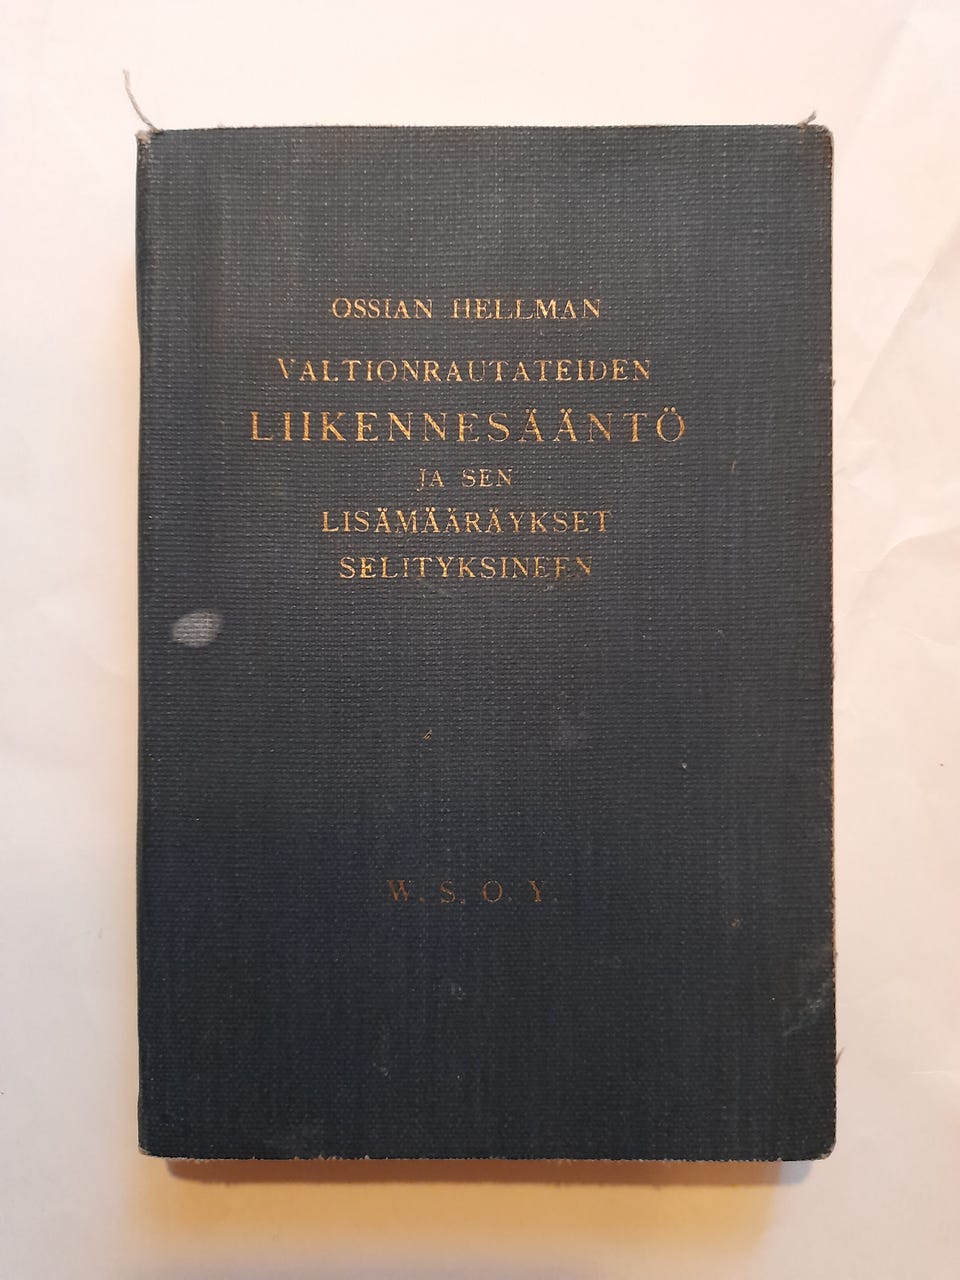 OSSIAN HELLMAN
VALTIONRAUTATEIDEN
LIIKENNESÄÄNTÖ
JA SEN
LISÄMÄÄRÄYKSET
SELITYKSINEEN
W. S. O. Y.